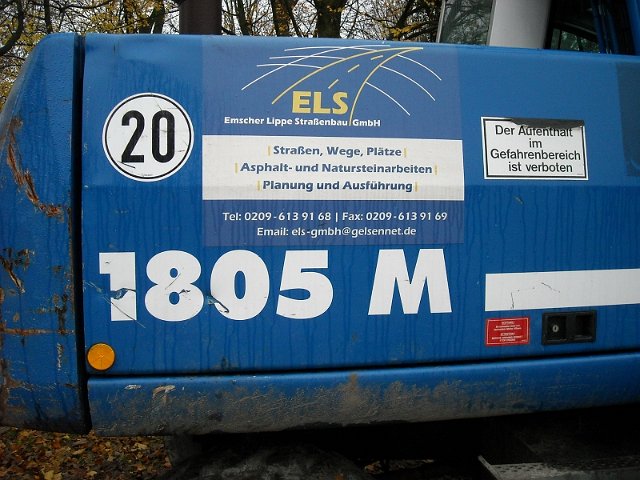 ELS
Emscher Lippe Straßenbau GmbH
Straßen, Wege, Plätze
Asphalt- und Natursteinarbeiten
Planung und Ausführung
Tel: 0209-613 91 68 | Fax: 0209-613 91 69
Email: els-gmbh@gelsennet.de
20
Der Aufenthalt
im
Gefahrenbereich
ist verboten
1805 M